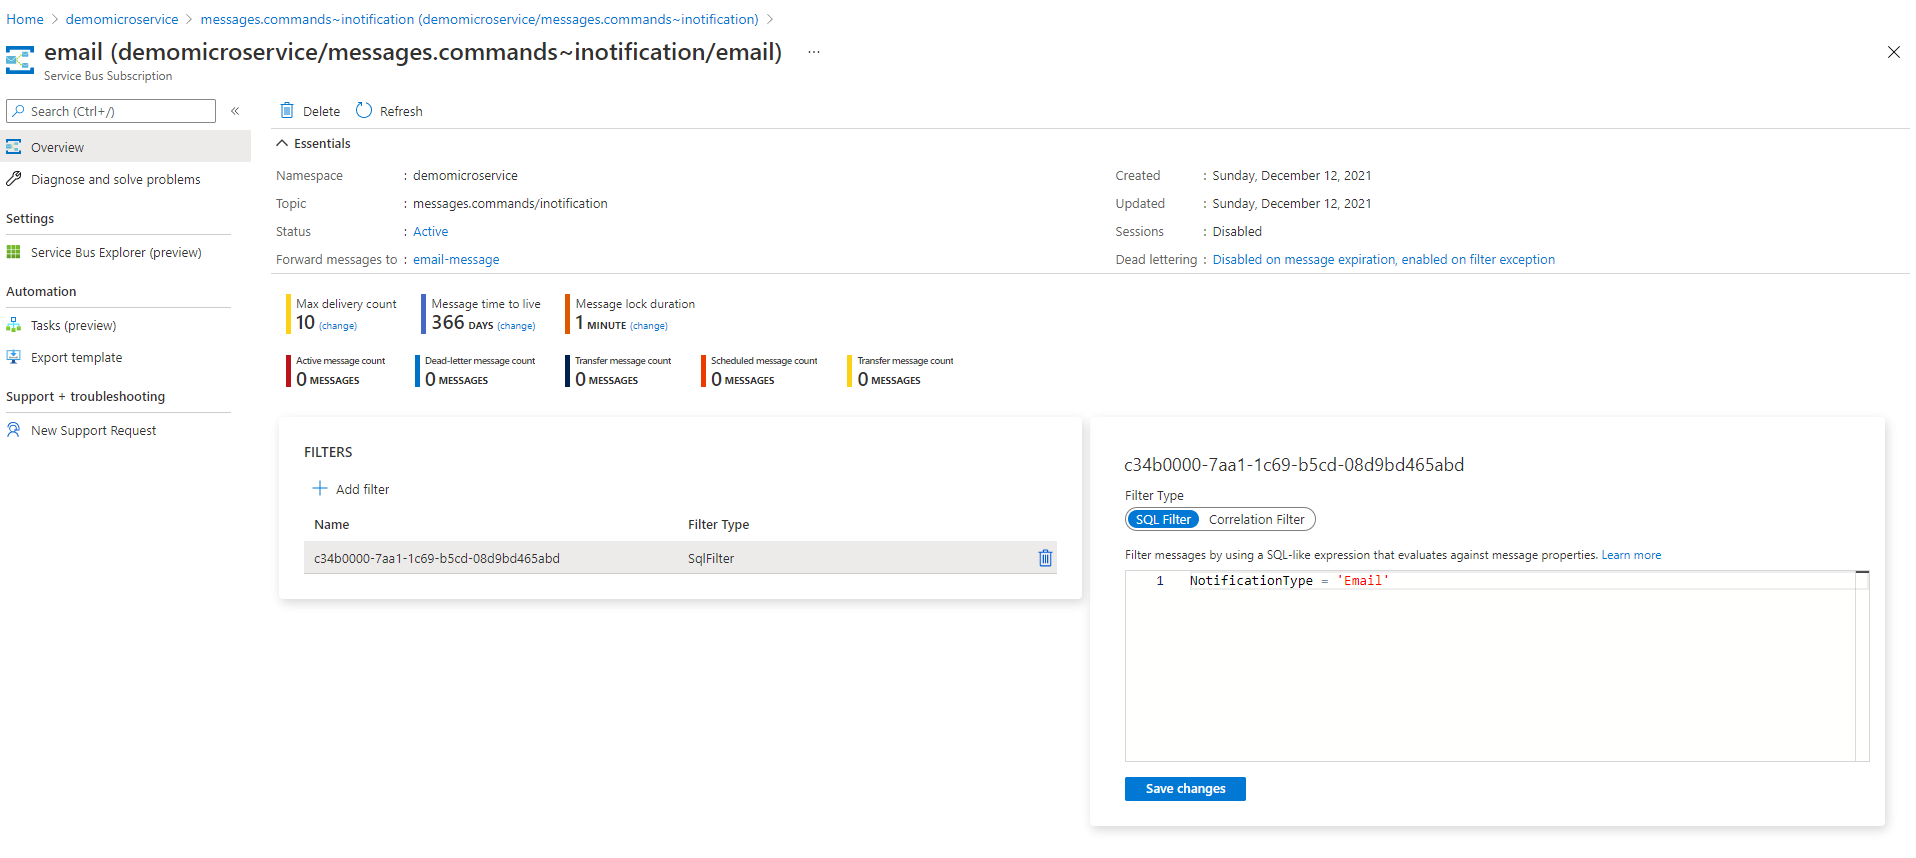 Home > demomicroservice > messages.commands~inotification (demomicroservice/messages.commands~inotification) >
email (demomicroservice/messages.commands~inotification/email) ...
Service Bus Subscription
Search (Ctrl+/) «
Delete Refresh
Overview
Diagnose and solve problems
Settings
Service Bus Explorer (preview)
Automation
Tasks (preview)
Export template
Support + troubleshooting
New Support Request
Essentials
Namespace : demomicroservice
Topic : messages.commands/inotification
Status : Active
Forward messages to : email-message
Created : Sunday, December 12, 2021
Updated : Sunday, December 12, 2021
Sessions : Disabled
Dead lettering : Disabled on message expiration, enabled on filter exception
Max delivery count
10 (change)
Message time to live
366 DAYS (change)
Message lock duration
1 MINUTE (change)
Active message count
0 MESSAGES
Dead-letter message count
0 MESSAGES
Transfer message count
0 MESSAGES
Scheduled message count
0 MESSAGES
Transfer message count
0 MESSAGES
FILTERS
Add filter
Name Filter Type
c34b0000-7aa1-1c69-b5cd-08d9bd465abd SqlFilter
c34b0000-7aa1-1c69-b5cd-08d9bd465abd
Filter Type
SQL Filter Correlation Filter
Filter messages by using a SQL-like expression that evaluates against message properties. Learn more
1 NotificationType = 'Email'
Save changes